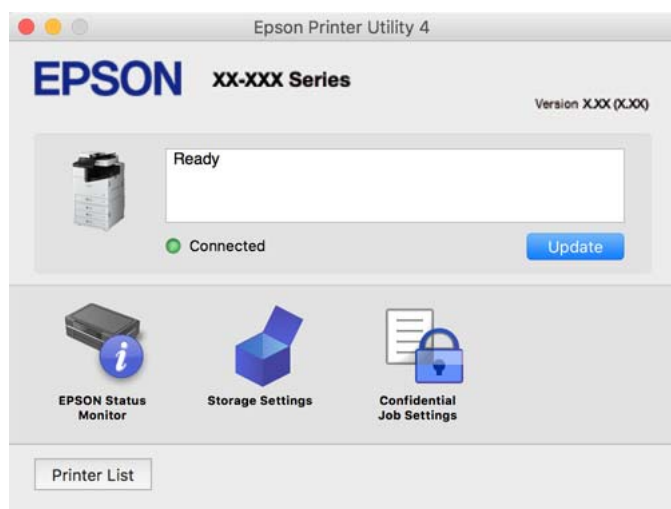 Epson Printer Utility 4
EPSON
XX-XXX Series
Version X.XX (X.XX)
Ready
Connected
Update
EPSON Status
Monitor
Storage Settings
Confidential
Job Settings
Printer List